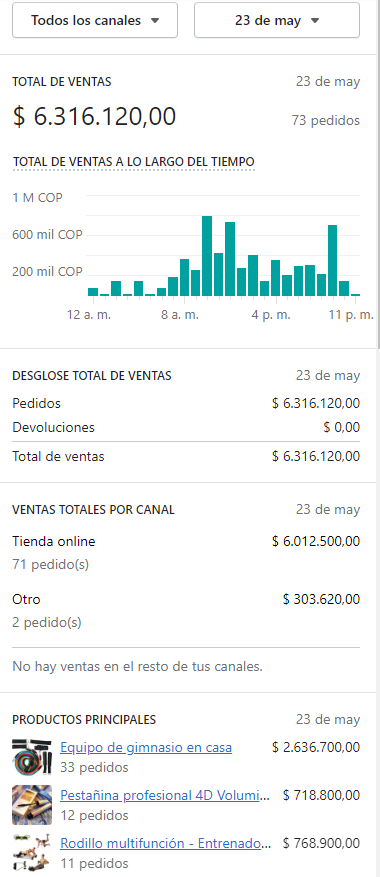 Todos los canales
23 de may
TOTAL DE VENTAS 23 de may
$ 6.316.120,00 73 pedidos
TOTAL DE VENTAS A LO LARGO DEL TIEMPO
1 M COP
600 mil COP
200 mil COP
12 a. m. 8 a. m. 4 p. m. 11 p. m.
DESGLOSE TOTAL DE VENTAS 23 de may
Pedidos $ 6.316.120,00
Devoluciones $ 0,00
Total de ventas $ 6.316.120,00
VENTAS TOTALES POR CANAL 23 de may
Tienda online $ 6.012.500,00
71 pedido(s)
Otro $ 303.620,00
2 pedido(s)
No hay ventas en el resto de tus canales.
PRODUCTOS PRINCIPALES 23 de may
Equipo de gimnasio en casa $ 2.636.700,00
33 pedidos
Pestañina profesional 4D Volumi... $ 718.800,00
12 pedidos
Rodillo multifunción - Entrenado... $ 768.900,00
11 pedidos